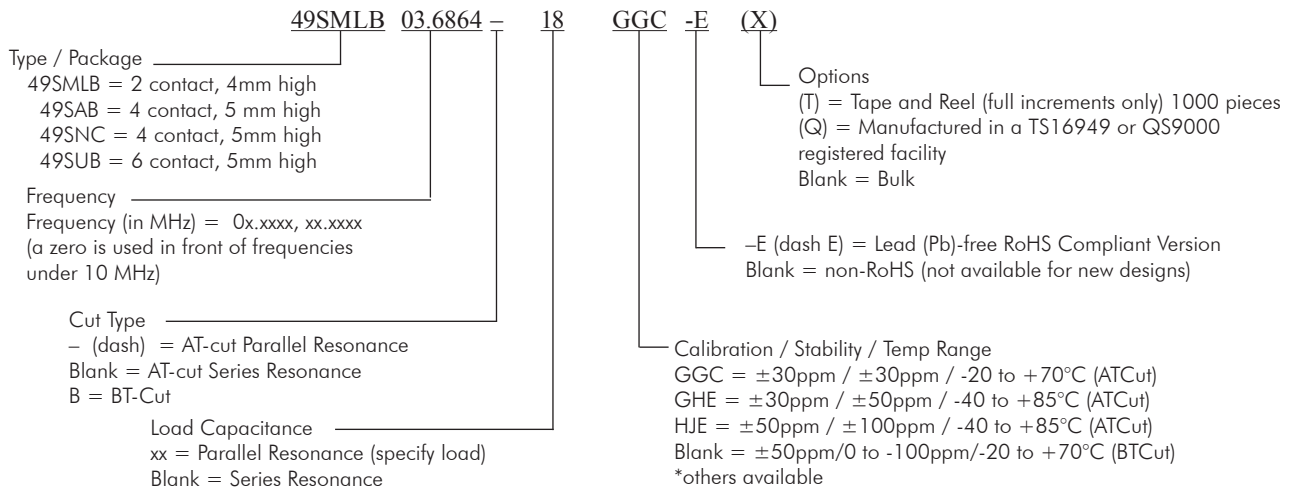 49SMLB 03.6864 – 18 GGC -E (X)
Type / Package
49SMLB = 2 contact, 4mm high
49SAB = 4 contact, 5 mm high
49SNC = 4 contact, 5mm high
49SUB = 6 contact, 5mm high
Frequency
Frequency (in MHz) = 0x.xxxx, xx.xxxx
(a zero is used in front of frequencies
under 10 MHz)
Cut Type
– (dash) = AT-cut Parallel Resonance
Blank = AT-cut Series Resonance
B = BT-Cut
Load Capacitance
xx = Parallel Resonance (specify load)
Blank = Series Resonance
Options
(T) = Tape and Reel (full increments only) 1000 pieces
(Q) = Manufactured in a TS16949 or QS9000
registered facility
Blank = Bulk
–E (dash E) = Lead (Pb)-free RoHS Compliant Version
Blank = non-RoHS (not available for new designs)
Calibration / Stability / Temp Range
GGC = ±30ppm / ±30ppm / -20 to +70°C (ATCut)
GHE = ±30ppm / ±50ppm / -40 to +85°C (ATCut)
HJE = ±50ppm / ±100ppm / -40 to +85°C (ATCut)
Blank = ±50ppm/0 to -100ppm/-20 to +70°C (BTCut)
*others available